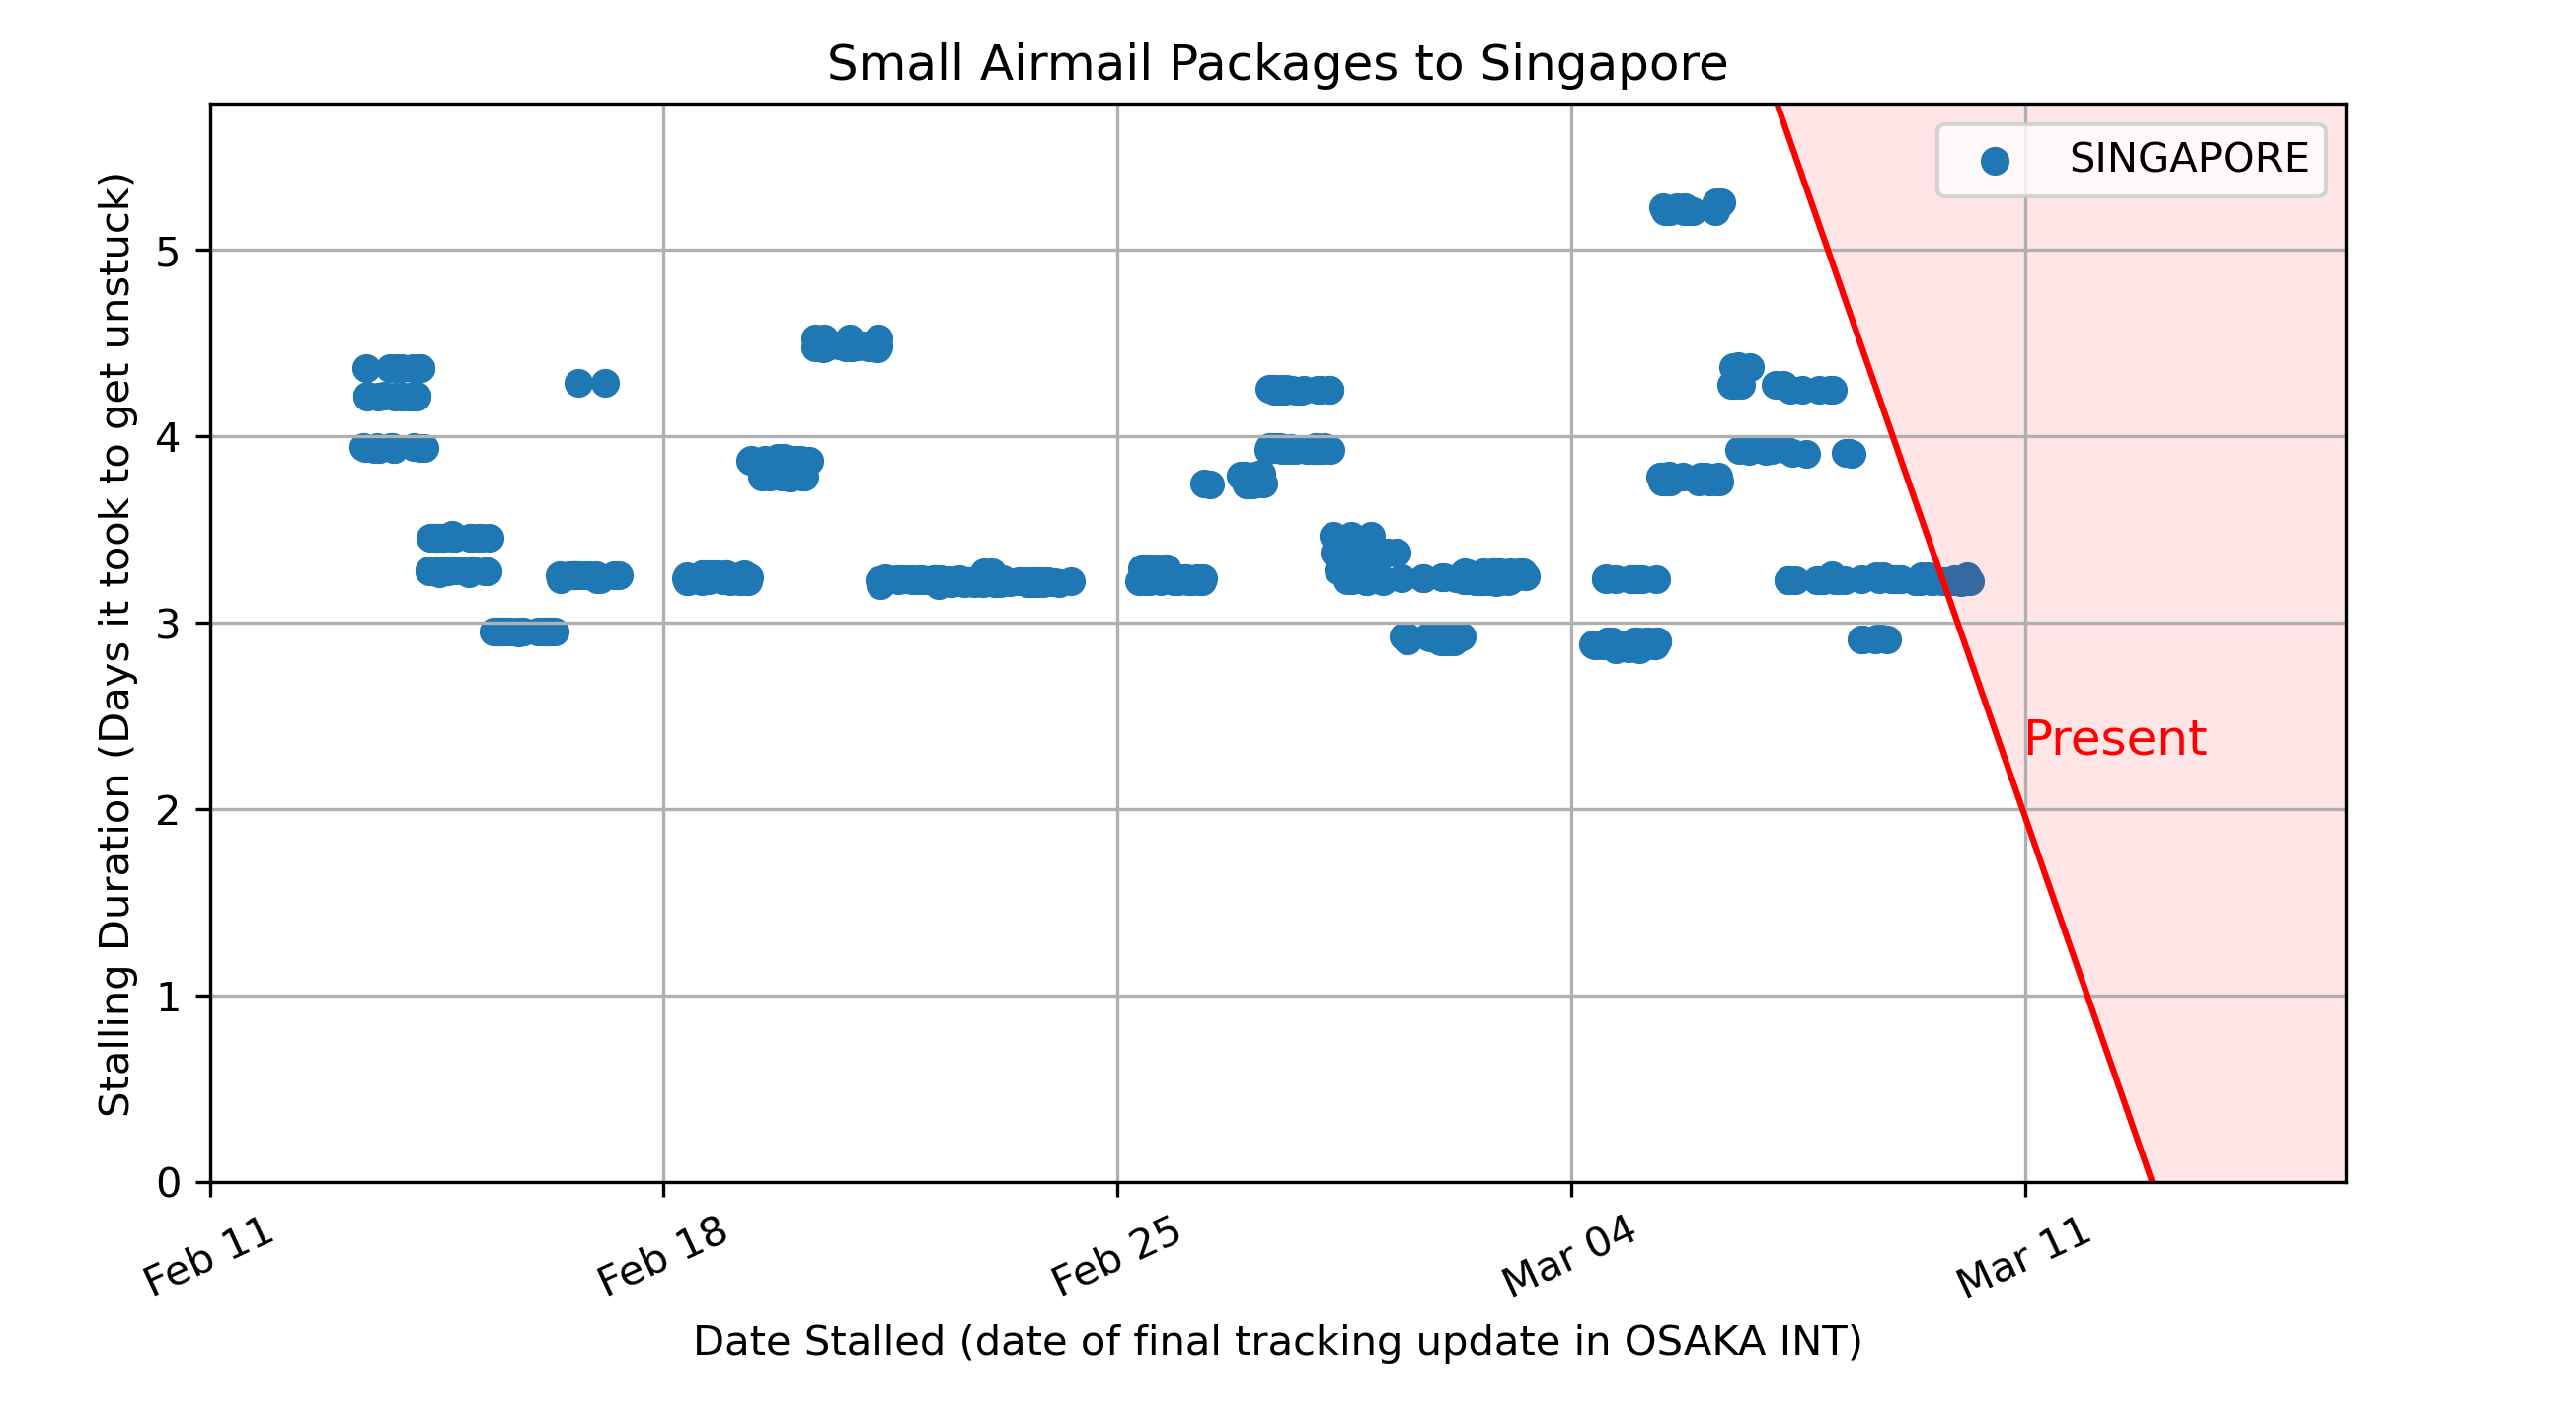 Small Airmail Packages to Singapore
SINGAPORE
Stalling Duration (Days it took to get unstuck)
5
4
3
2
1
0
Present
Feb 11
Feb 18
Feb 25
Mar 04
Mar 11
Date Stalled (date of final tracking update in OSAKA INT)